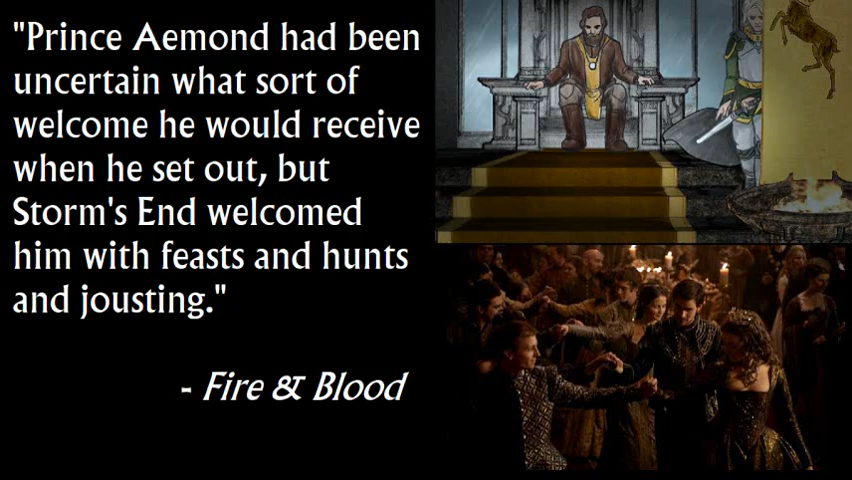 "Prince Aemond had been
uncertain what sort of
welcome he would receive
when he set out, but
Storm's End welcomed
him with feasts and hunts
and jousting."
- Fire & Blood